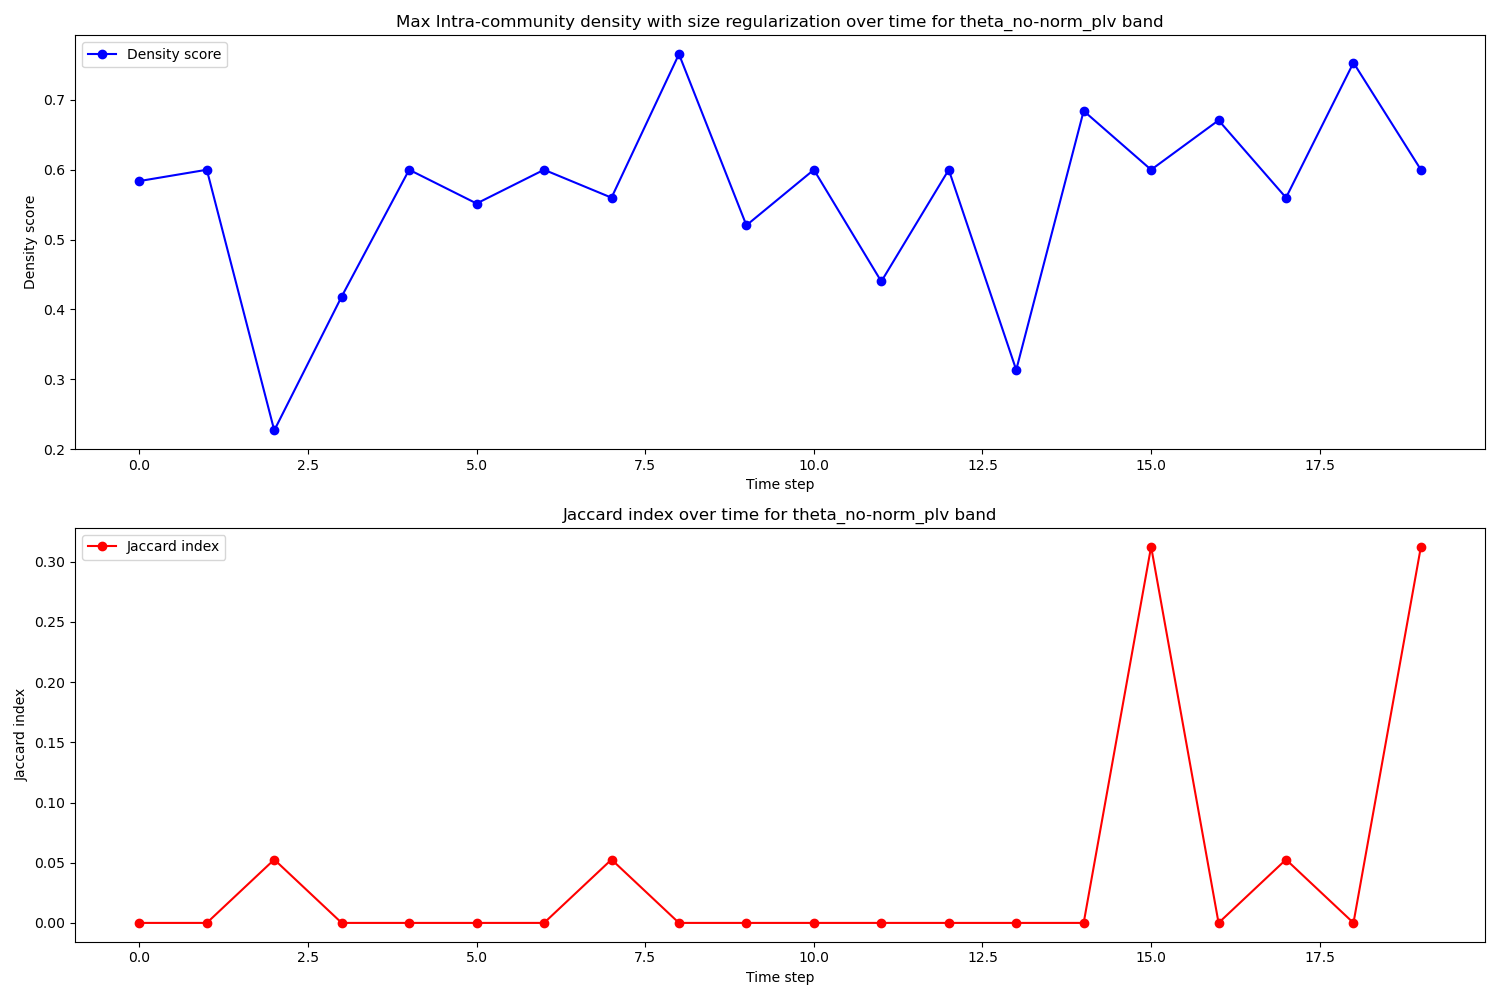 Max Intra-community density with size regularization over time for theta_no-norm_plv band
Density score
Density score
0.7
0.6
0.5
0.4
0.3
0.2
0.0 2.5 5.0 7.5 10.0 12.5 15.0 17.5
Time step
Jaccard index over time for theta_no-norm_plv band
Jaccard index
Jaccard index
0.30
0.25
0.20
0.15
0.10
0.05
0.00
0.0 2.5 5.0 7.5 10.0 12.5 15.0 17.5
Time step